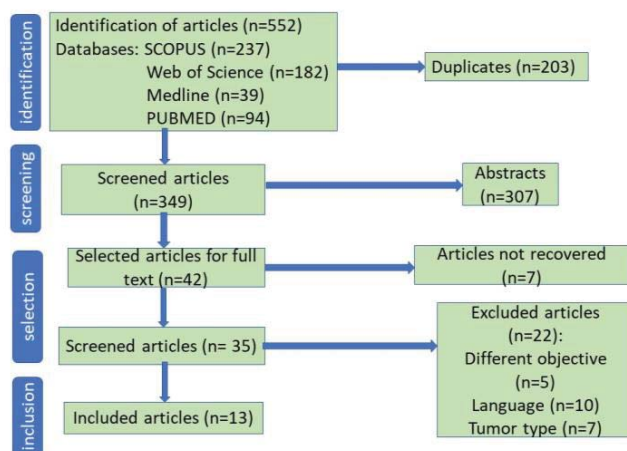 identification
Identification of articles (n=552)
Databases: SCOPUS (n=237)
Web of Science (n=182)
Medline (n=39)
PUBMED (n=94)
Duplicates (n=203)
screening
Screened articles
(n=349)
Abstracts
(n=307)
selection
Selected articles for full
text (n=42)
Articles not recovered
(n=7)
Screened articles (n= 35)
Excluded articles
(n=22):
Different objective
(n=5)
Language (n=10)
Tumor type (n=7)
inclusion
Included articles (n=13)